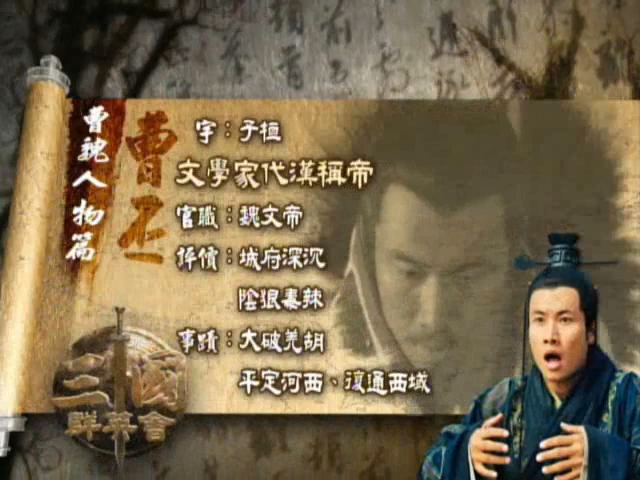 曹魏人物篇
曹丕
字：子桓
文學家代漢稱帝
官職：魏文帝
評價：城府深沉
陰狠毒辣
事蹟：大破羌胡
平定河西、復通西域
三國
群英會